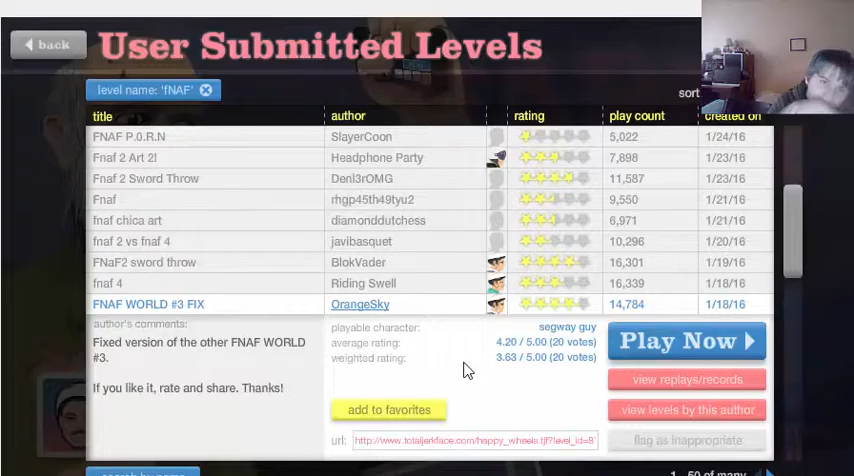 back
User Submitted Levels
level name: 'fNAF'
sort
title author rating play count created on
FNAF P.0.R.N SlayerCoon 5,022 1/24/16
Fnaf 2 Art 2! Headphone Party 7,898 1/23/16
Fnaf 2 Sword Throw Denl3rOMG 11,587 1/23/16
Fnaf rhgp45th49tyu2 9,550 1/21/16
fnaf chica art diamonddutchess 6,971 1/21/16
fnaf 2 vs fnaf 4 javibasquet 10,296 1/20/16
FNaF2 sword throw BlokVader 16,301 1/19/16
fnaf 4 Riding Swell 16,339 1/18/16
FNAF WORLD #3 FIX OrangeSky 14,784 1/18/16
author's comments:
Fixed version of the other FNAF WORLD
#3.
If you like it, rate and share. Thanks!
playable character: segway guy
average rating: 4.20 / 5.00 (20 votes)
weighted rating: 3.63 / 5.00 (20 votes)
add to favorites
url: http://www.totaljerkface.com/happy_wheels.tjf?level_id=8
Play Now
view replays/records
view levels by this author
flag as inappropriate
search by name
1 - 50 of many